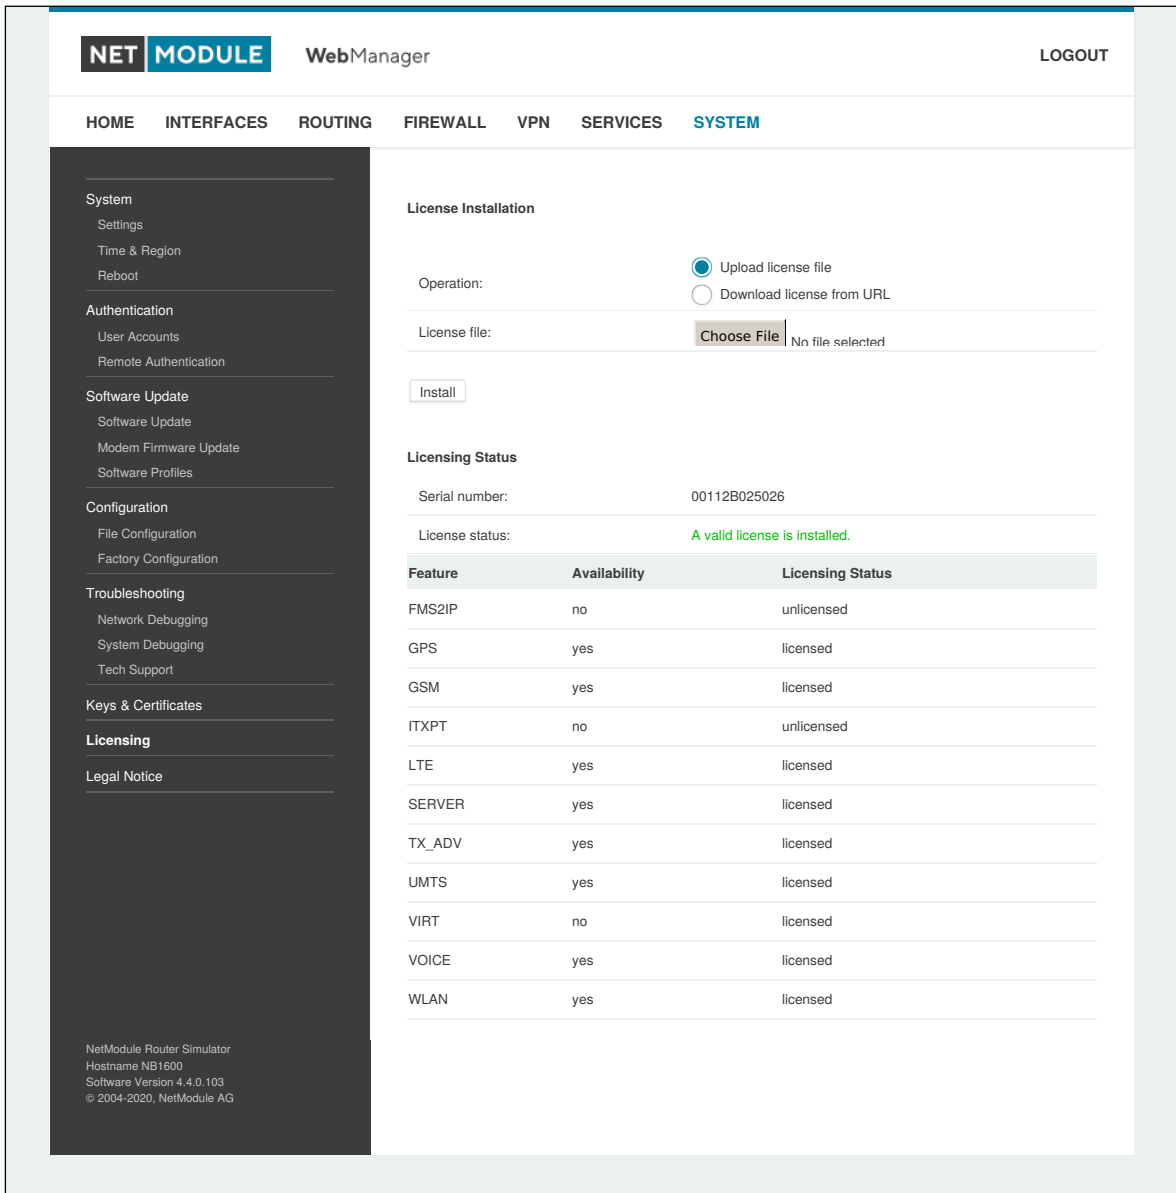 NET MODULE WebManager LOGOUT
HOME INTERFACES ROUTING FIREWALL VPN SERVICES SYSTEM
System
Settings
Time & Region
Reboot
Authentication
User Accounts
Remote Authentication
Software Update
Software Update
Modem Firmware Update
Software Profiles
Configuration
File Configuration
Factory Configuration
Troubleshooting
Network Debugging
System Debugging
Tech Support
Keys & Certificates
Licensing
Legal Notice
NetModule Router Simulator
Hostname NB1600
Software Version 4.4.0.103
© 2004-2020, NetModule AG
License Installation
Operation:
Upload license file
Download license from URL
License file: Choose File No file selected
Install
Licensing Status
Serial number: 00112B025026
License status: A valid license is installed.
Feature Availability Licensing Status
FMS2IP no unlicensed
GPS yes licensed
GSM yes licensed
ITXPT no unlicensed
LTE yes licensed
SERVER yes licensed
TX_ADV yes licensed
UMTS yes licensed
VIRT no licensed
VOICE yes licensed
WLAN yes licensed